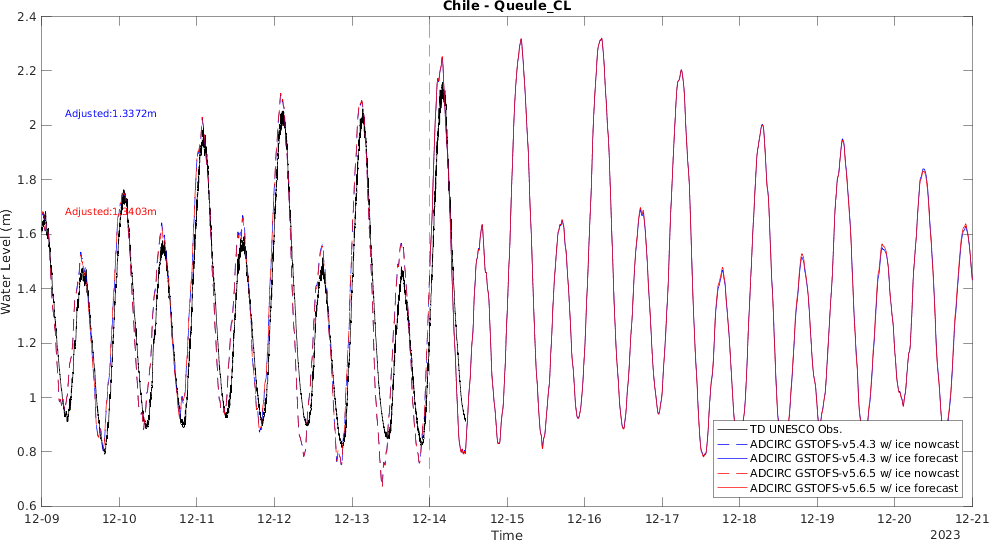 Chile - Queule_CL
2.4
2.2
2
1.8
1.6
1.4
1.2
1
0.8
0.6
Water Level (m)
Adjusted:1.3372m
Adjusted:1.3403m
TD UNESCO Obs.
ADCIRC GSTOFS-v5.4.3 w/ ice nowcast
ADCIRC GSTOFS-v5.4.3 w/ ice forecast
ADCIRC GSTOFS-v5.6.5 w/ ice nowcast
ADCIRC GSTOFS-v5.6.5 w/ ice forecast
12-09 12-10 12-11 12-12 12-13 12-14 12-15 12-16 12-17 12-18 12-19 12-20 12-21
Time
2023